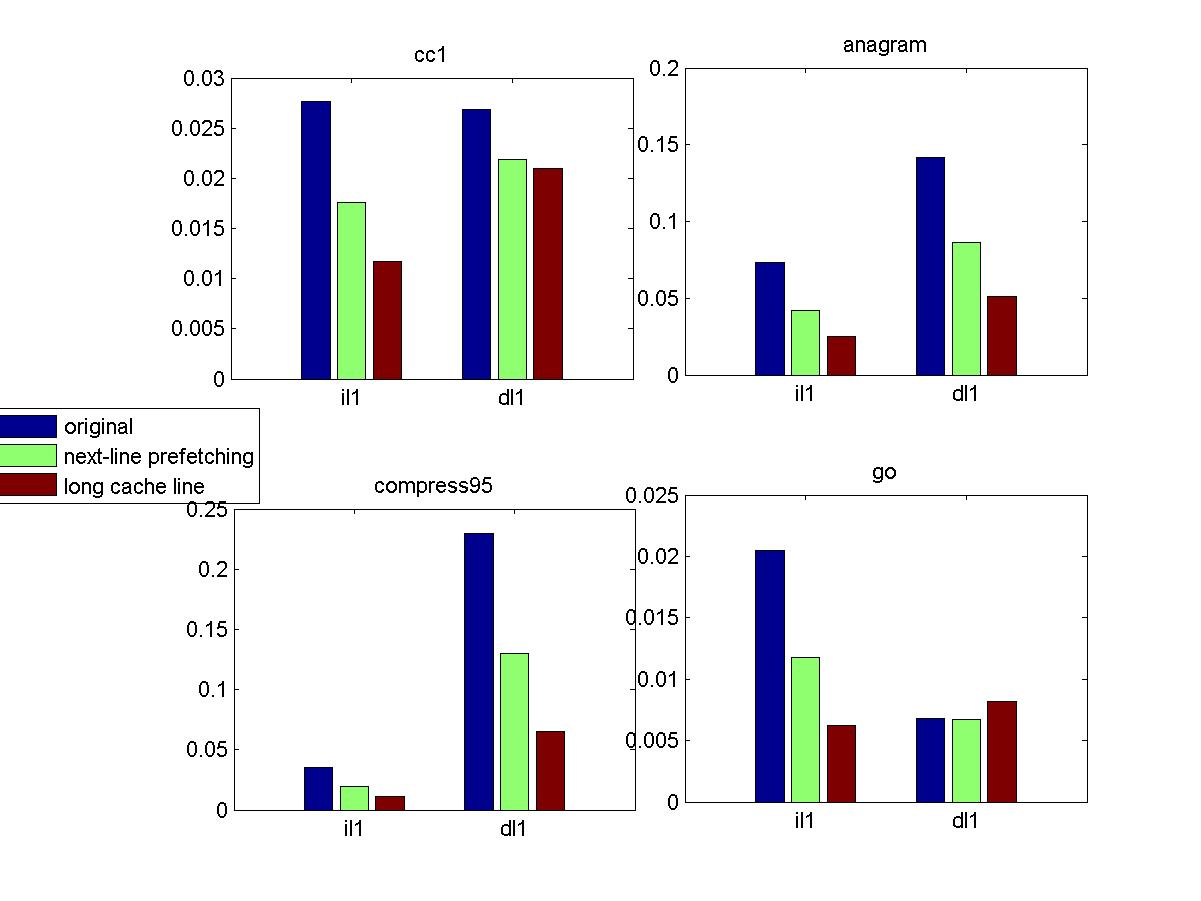 cc1
0.03
0.025
0.02
0.015
0.01
0.005
0
il1
dl1
anagram
0.2
0.15
0.1
0.05
0
il1
dl1
original
next-line prefetching
long cache line
compress95
0.25
0.2
0.15
0.1
0.05
0
il1
dl1
go
0.025
0.02
0.015
0.01
0.005
0
il1
dl1